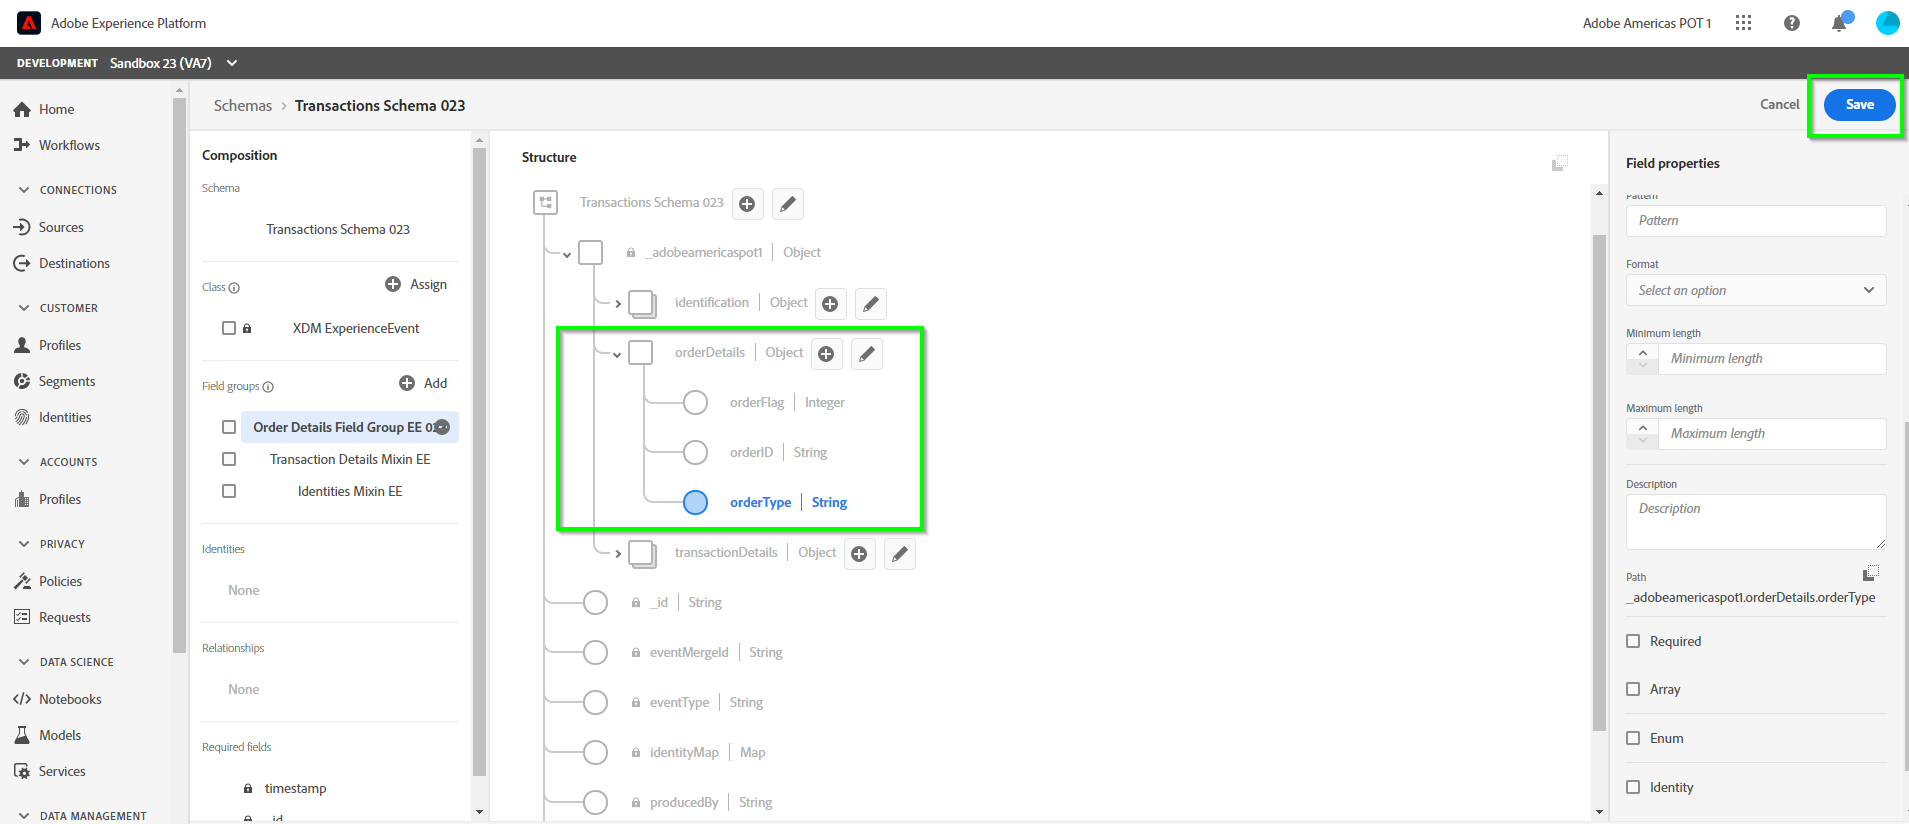 Adobe Experience Platform
Adobe Americas POT 1
DEVELOPMENT Sandbox 23 (VA7)
Home
Workflows
CONNECTIONS
Sources
Destinations
CUSTOMER
Profiles
Segments
Identities
ACCOUNTS
Profiles
PRIVACY
Policies
Requests
DATA SCIENCE
Notebooks
Models
Services
DATA MANAGEMENT
Schemas > Transactions Schema 023
Cancel
Save
Composition
Schema
Transactions Schema 023
Class
Assign
XDM ExperienceEvent
Field groups
Add
Order Details Field Group EE
Transaction Details Mixin EE
Identities Mixin EE
Identities
None
Relationships
None
Required fields
timestamp
_id
Structure
Transactions Schema 023
_adobeamericaspot1 | Object
identification | Object
orderDetails | Object
orderFlag | Integer
orderID | String
orderType | String
transactionDetails | Object
_id | String
eventMergeId | String
eventType | String
identityMap | Map
producedBy | String
Field properties
Pattern
Pattern
Format
Select an option
Minimum length
Minimum length
Maximum length
Maximum length
Description
Description
Path
_adobeamericaspot1.orderDetails.orderType
Required
Array
Enum
Identity